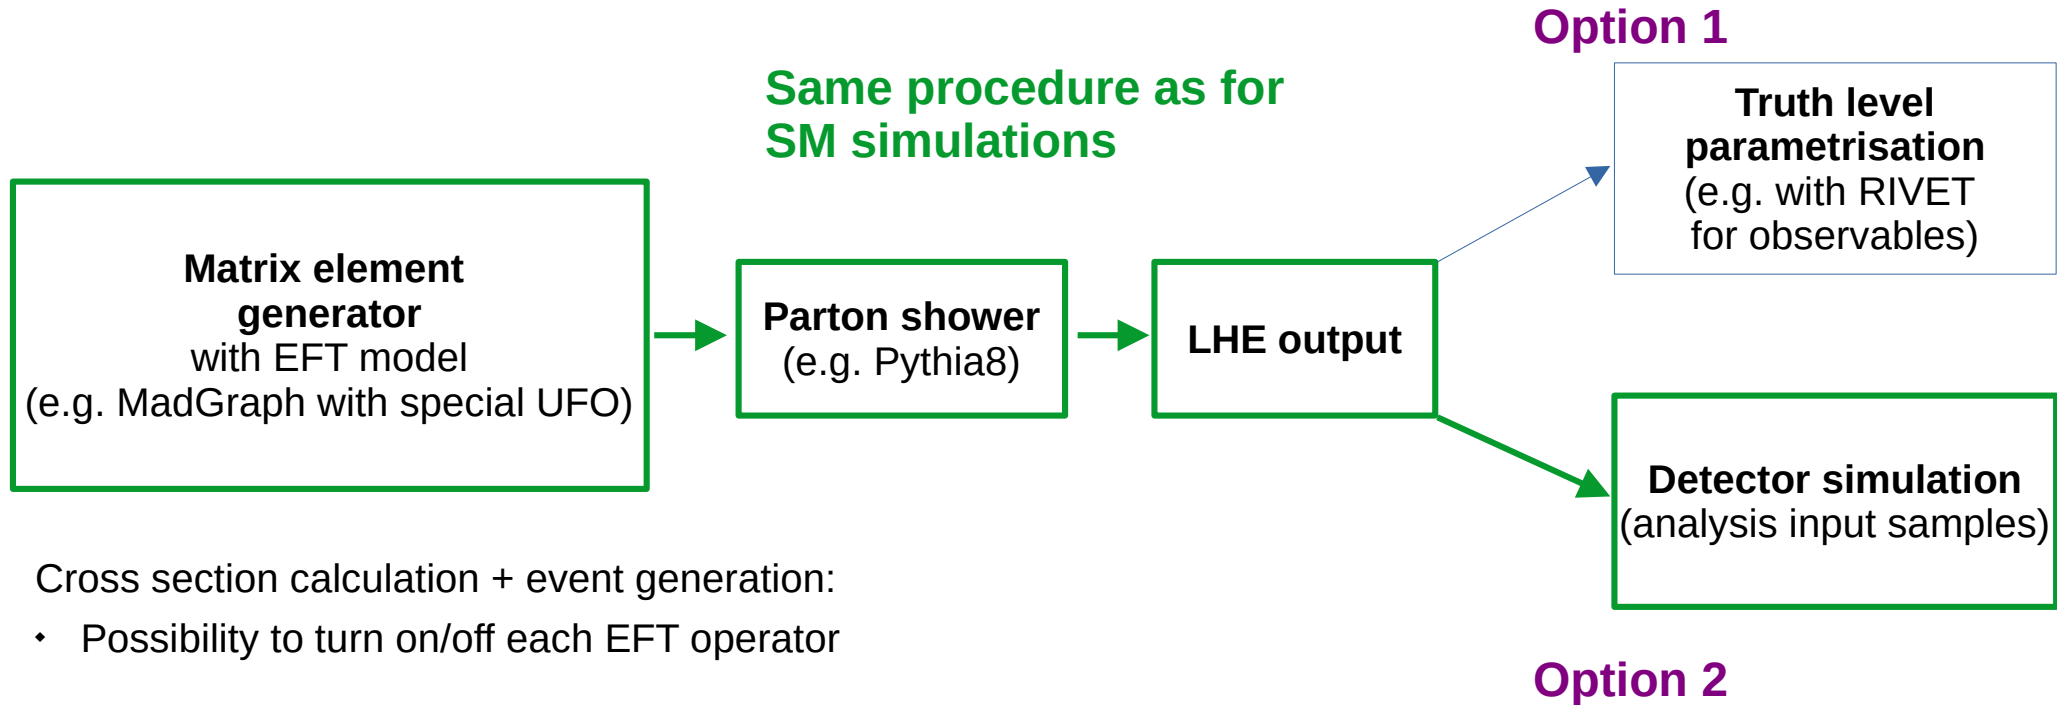 Option 1
Same procedure as for
SM simulations
Truth level
parametrisation
(e.g. with RIVET
for observables)
Matrix element
generator
with EFT model
(e.g. MadGraph with special UFO)
Parton shower
(e.g. Pythia8)
LHE output
Detector simulation
(analysis input samples)
Cross section calculation + event generation:
Possibility to turn on/off each EFT operator
Option 2